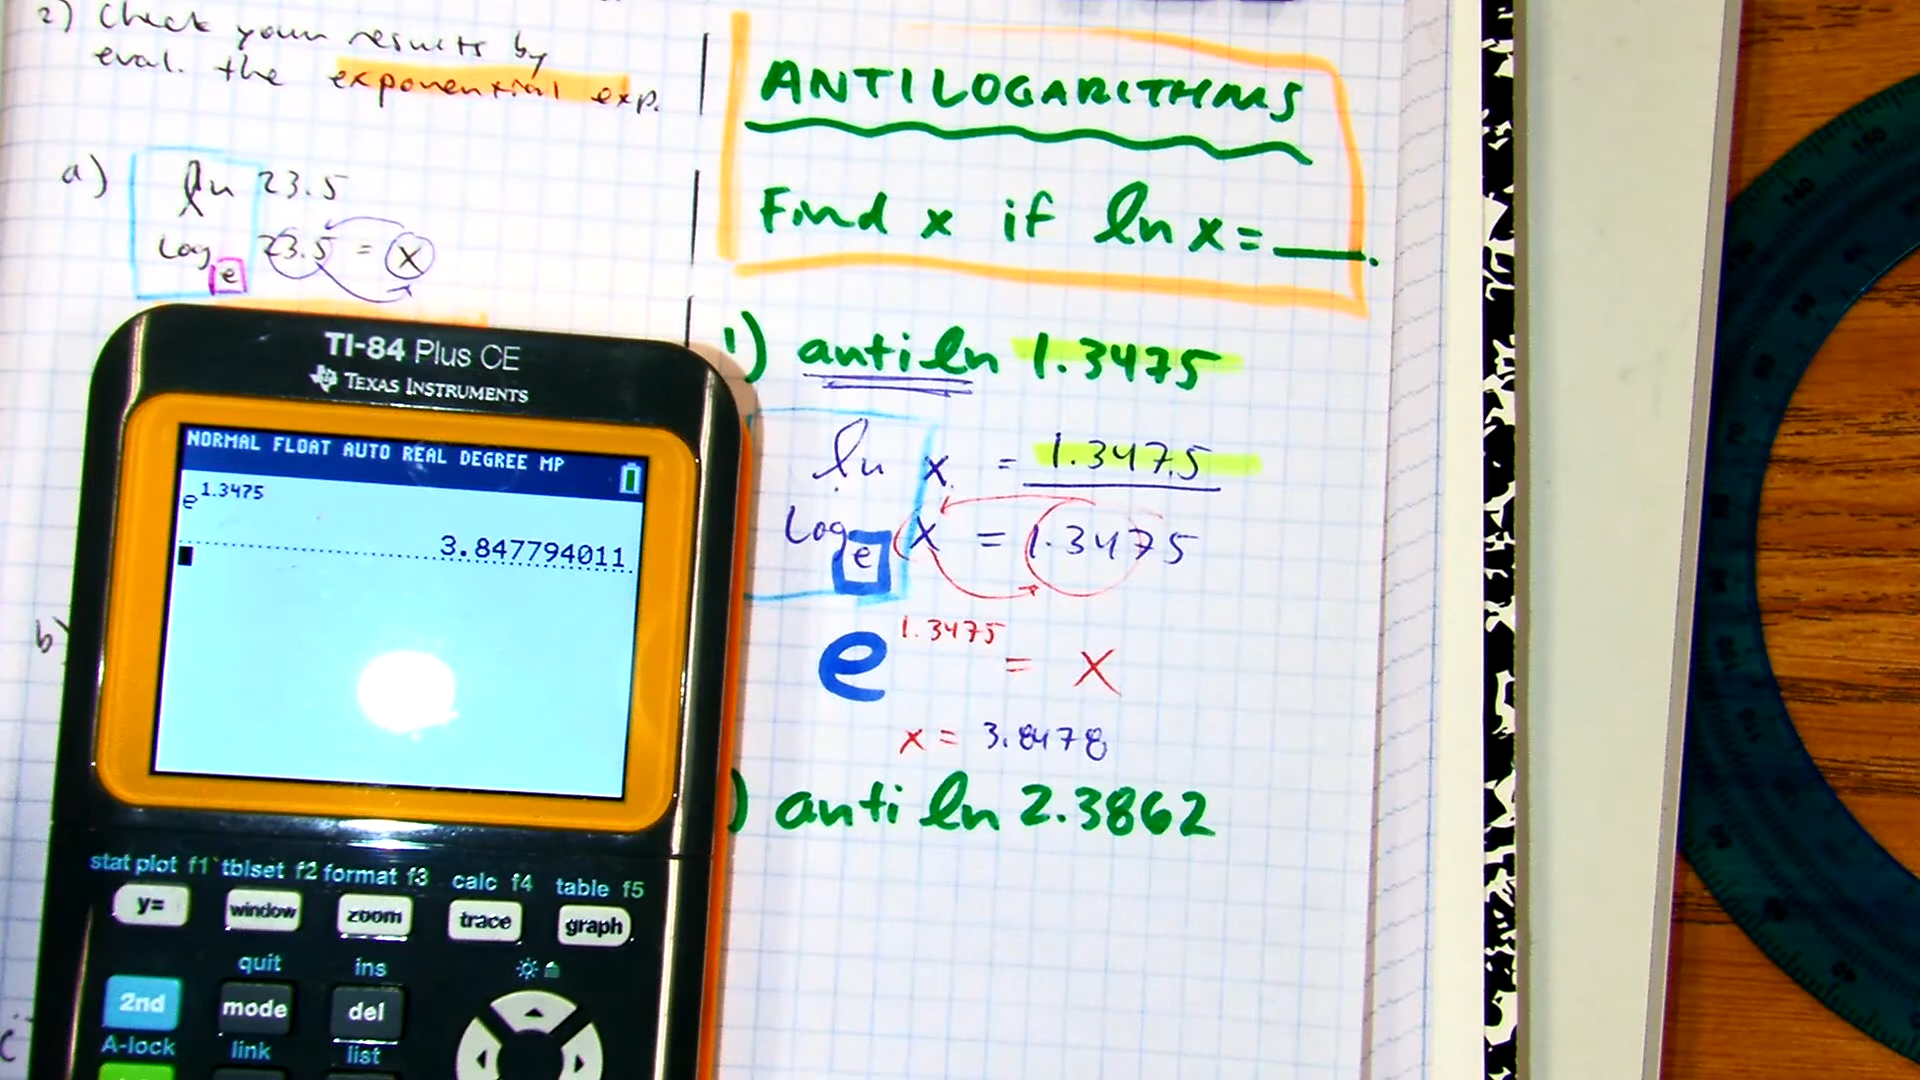 2) Check your results by
eval. the exponential exp.
a) ln 23.5
log e 23.5 = x
b)
c
ANTILOGARITHMS
Find x if ln x = ___.
1) antiln 1.3475
ln x = 1.3475
Log e x = 1.3475
e^1.3475 = x
x = 3.8478
) antiln 2.3862
TI-84 Plus CE
TEXAS INSTRUMENTS
NORMAL FLOAT AUTO REAL DEGREE MP
e^1.3475
3.847794011
stat plot f1 tblset f2 format f3 calc f4 table f5
y= window zoom trace graph
quit ins
2nd mode del
A-lock link list